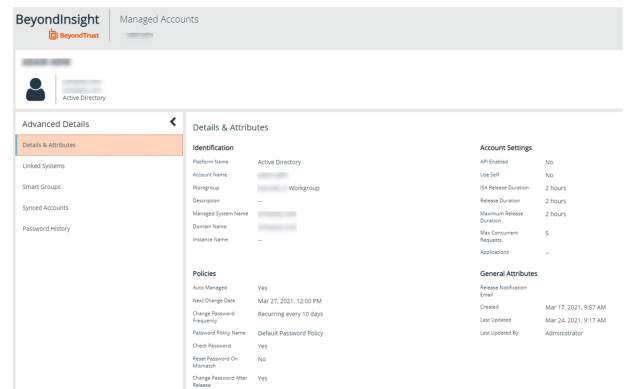 BeyondInsight
BeyondTrust
Managed Accounts
Active Directory
Advanced Details
Details & Attributes
Linked Systems
Smart Groups
Synced Accounts
Password History
Details & Attributes
Identification
Platform Name Active Directory
Account Name
Workgroup Workgroup
Description --
Managed System Name
Domain Name
Instance Name --
Account Settings
API Enabled No
Use Self No
ISA Release Duration 2 hours
Release Duration 2 hours
Maximum Release 2 hours
Duration
Max Concurrent
Requests
Applications --
Policies
Auto Managed Yes
Next Change Date Mar 27, 2021, 12:00 PM
Change Password Recurring every 10 days
Frequency
Password Policy Name Default Password Policy
Check Password Yes
Reset Password On No
Mismatch
Change Password After Yes
Release
General Attributes
Release Notification
Email
Created Mar 17, 2021, 9:57 AM
Last Updated Mar 24, 2021, 9:17 AM
Last Updated By Administrator